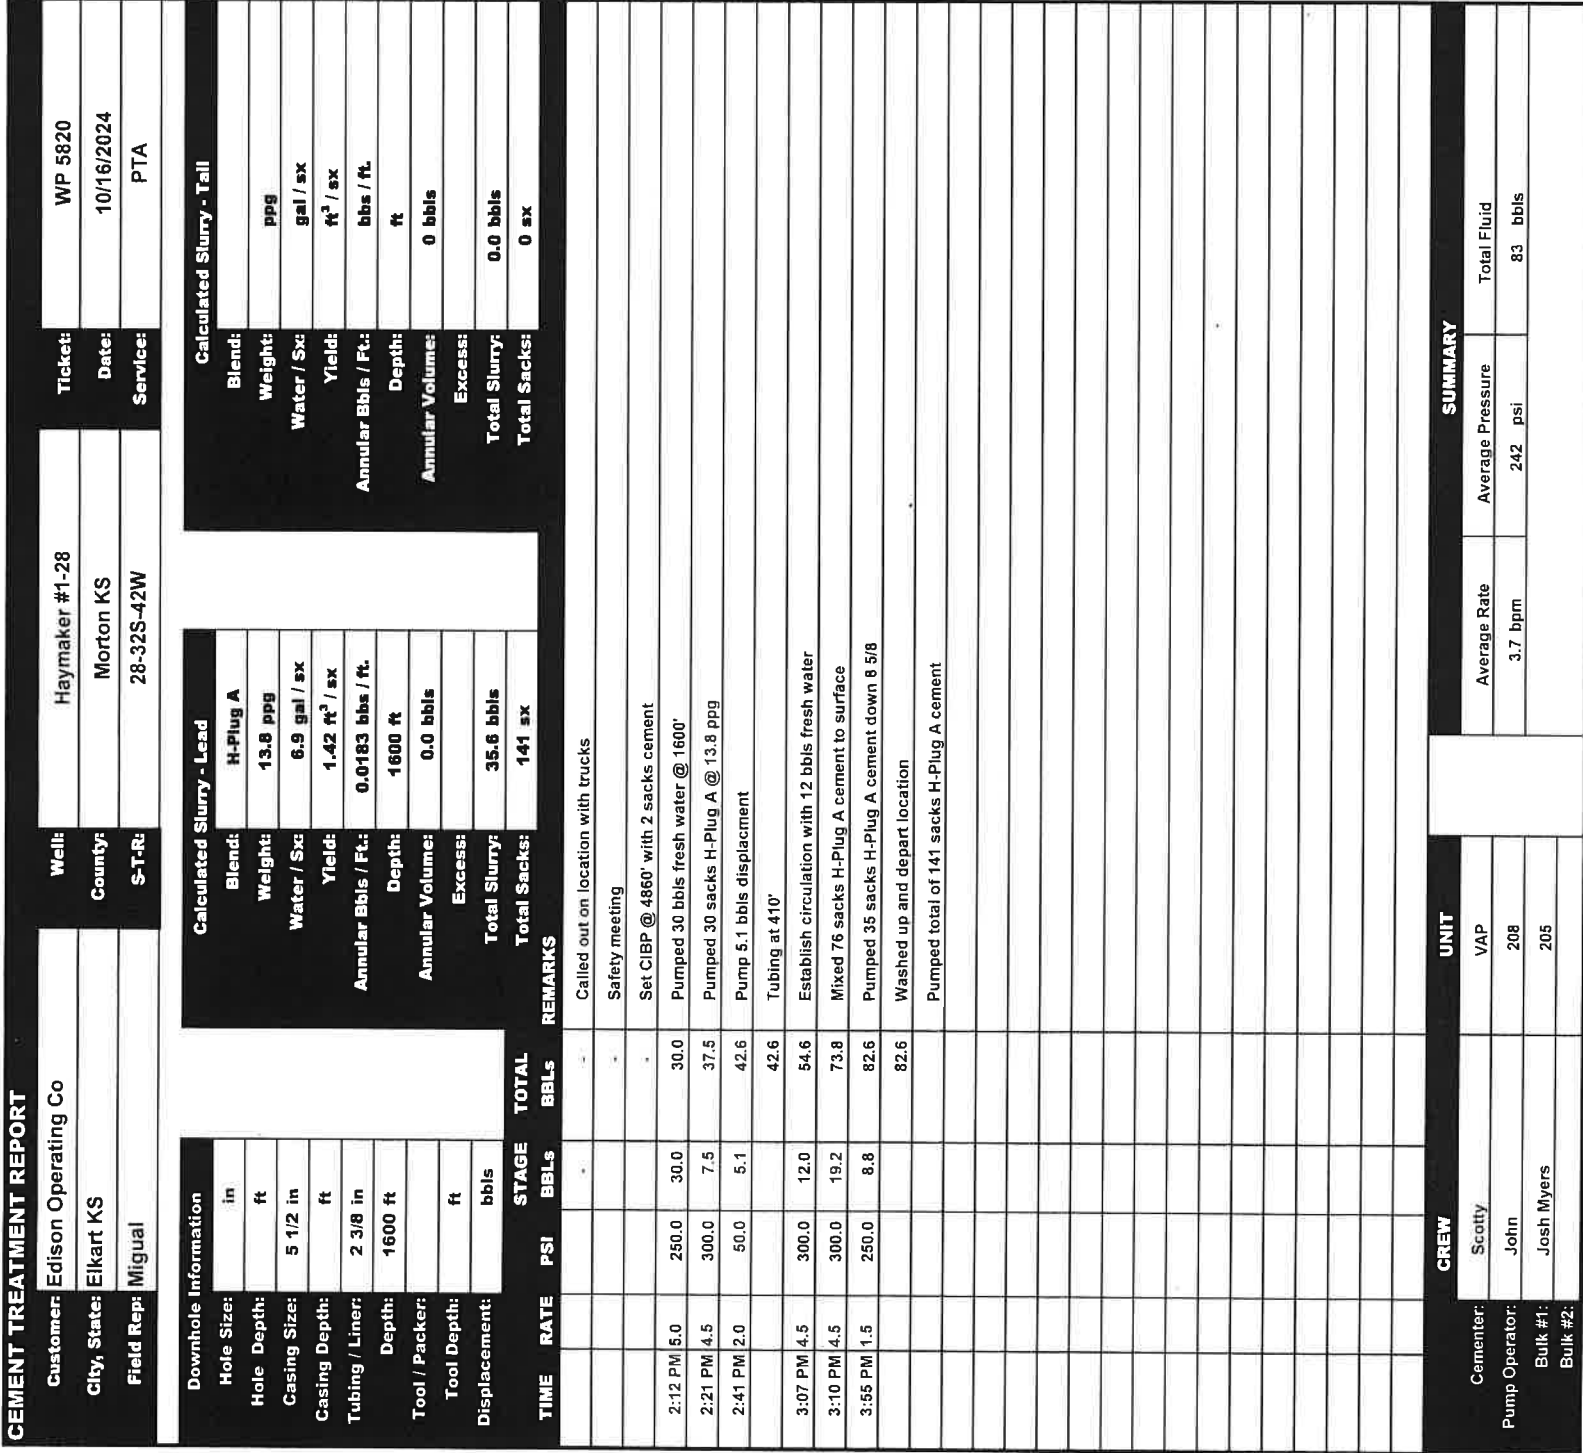 CEMENT TREATMENT REPORT
Customer: Edison Operating Co Well: Haymaker #1-28 Ticket: WP 5820
City, State: Elkart KS County: Morton KS Date: 10/16/2024
Field Rep: Migual S-T-R: 28-32S-42W Service: PTA
Downhole Information Calculated Slurry - Lead Calculated Slurry - Tail
Hole Size: in Blend: H-Plug A Blend:
Hole Depth: ft Weight: 13.8 ppg Weight: ppg
Casing Size: 5 1/2 in Water / Sx: 6.9 gal / sx Water / Sx: gal / sx
Casing Depth: ft Yield: 1.42 ft³ / sx Yield: ft³ / sx
Tubing / Liner: 2 3/8 in Annular Bbls / Ft.: 0.0183 bbs / ft. Annular Bbls / Ft.: bbs / ft.
Depth: 1600 ft Depth: 1600 ft Depth: ft
Tool / Packer: Annular Volume: 0.0 bbls Annular Volume: 0 bbls
Tool Depth: ft Excess: Excess:
Displacement: bbls Total Slurry: 35.6 bbls Total Slurry: 0.0 bbls
Total Sacks: 141 sx Total Sacks: 0 sx
TIME RATE PSI STAGE BBLs TOTAL BBLs REMARKS
- - Called out on location with trucks
- Safety meeting
- Set CIBP @ 4860' with 2 sacks cement
2:12 PM 5.0 250.0 30.0 30.0 Pumped 30 bbls fresh water @ 1600'
2:21 PM 4.5 300.0 7.5 37.5 Pumped 30 sacks H-Plug A @ 13.8 ppg
2:41 PM 2.0 50.0 5.1 42.6 Pump 5.1 bbls displacment
42.6 Tubing at 410'
3:07 PM 4.5 300.0 12.0 54.6 Establish circulation with 12 bbls fresh water
3:10 PM 4.5 300.0 19.2 73.8 Mixed 76 sacks H-Plug A cement to surface
3:55 PM 1.5 250.0 8.8 82.6 Pumped 35 sacks H-Plug A cement down 8 5/8
82.6 Washed up and depart location
Pumped total of 141 sacks H-Plug A cement
CREW UNIT SUMMARY
Cementer: Scotty VAP Average Rate Average Pressure Total Fluid
Pump Operator: John 208 3.7 bpm 242 psi 83 bbls
Bulk #1: Josh Myers 205
Bulk #2: